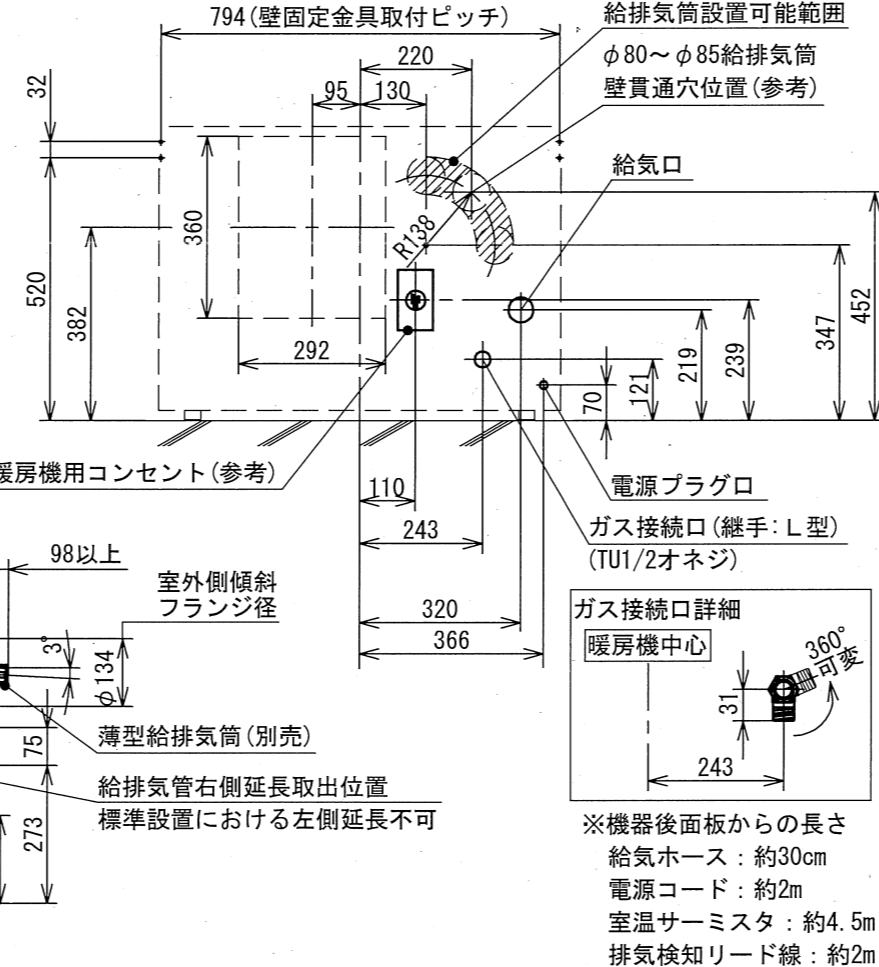 794(壁固定金具取付ピッチ)
給排気筒設置可能範囲
220
φ80～φ85給排気筒
壁貫通穴位置(参考)
32
95
130
給気口
360
R138
520
382
292
70
121
219
239
347
452
暖房機用コンセント(参考)
110
電源プラグ口
243
ガス接続口(継手:L型)
(TU1/2オネジ)
320
366
98以上
室外側傾斜
フランジ径
3°
φ134
薄型給排気筒(別売)
75
給排気管右側延長取出位置
標準設置における左側延長不可
273
ガス接続口詳細
暖房機中心
360°
可変
31
243
※機器後面板からの長さ
給気ホース：約30cm
電源コード：約2m
室温サーミスタ：約4.5m
排気検知リード線：約2m